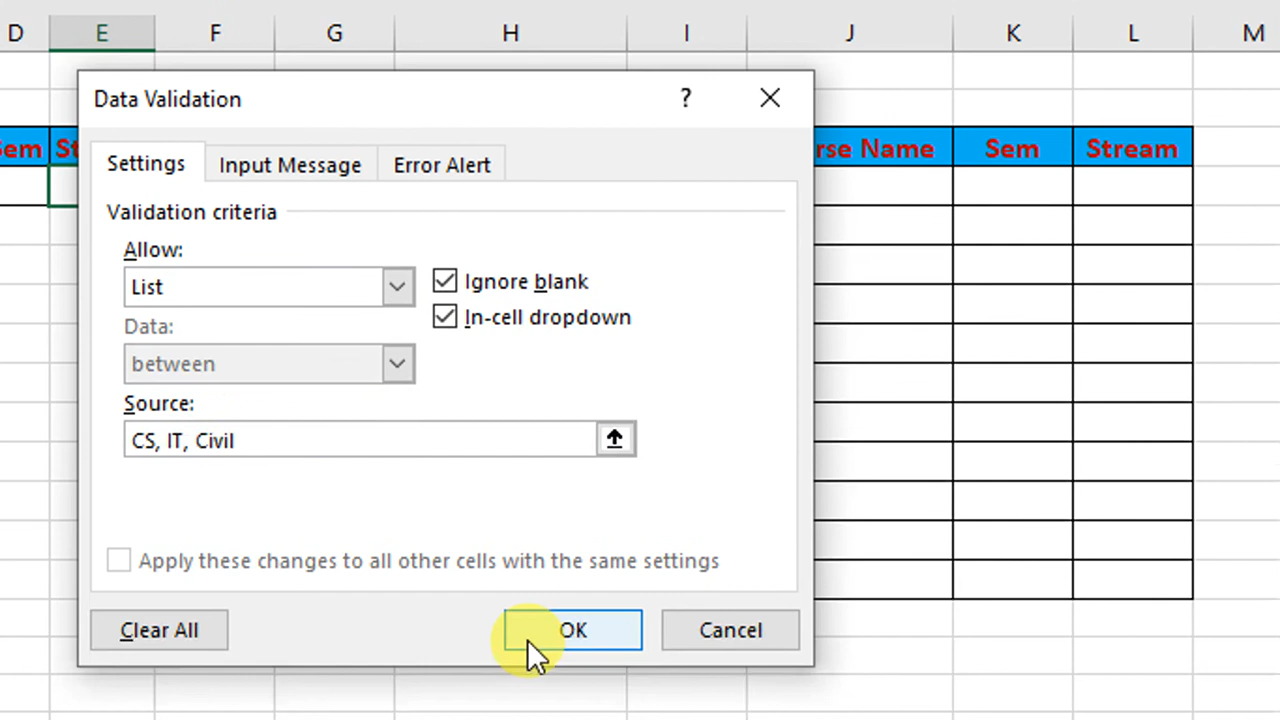 D E F G H I J K L M
Data Validation ? 
Sem St rse Name Sem Stream
Settings Input Message Error Alert
Validation criteria
Allow:
List Ignore blank
Data: In-cell dropdown
between
Source:
CS, IT, Civil
Apply these changes to all other cells with the same settings
Clear All OK Cancel